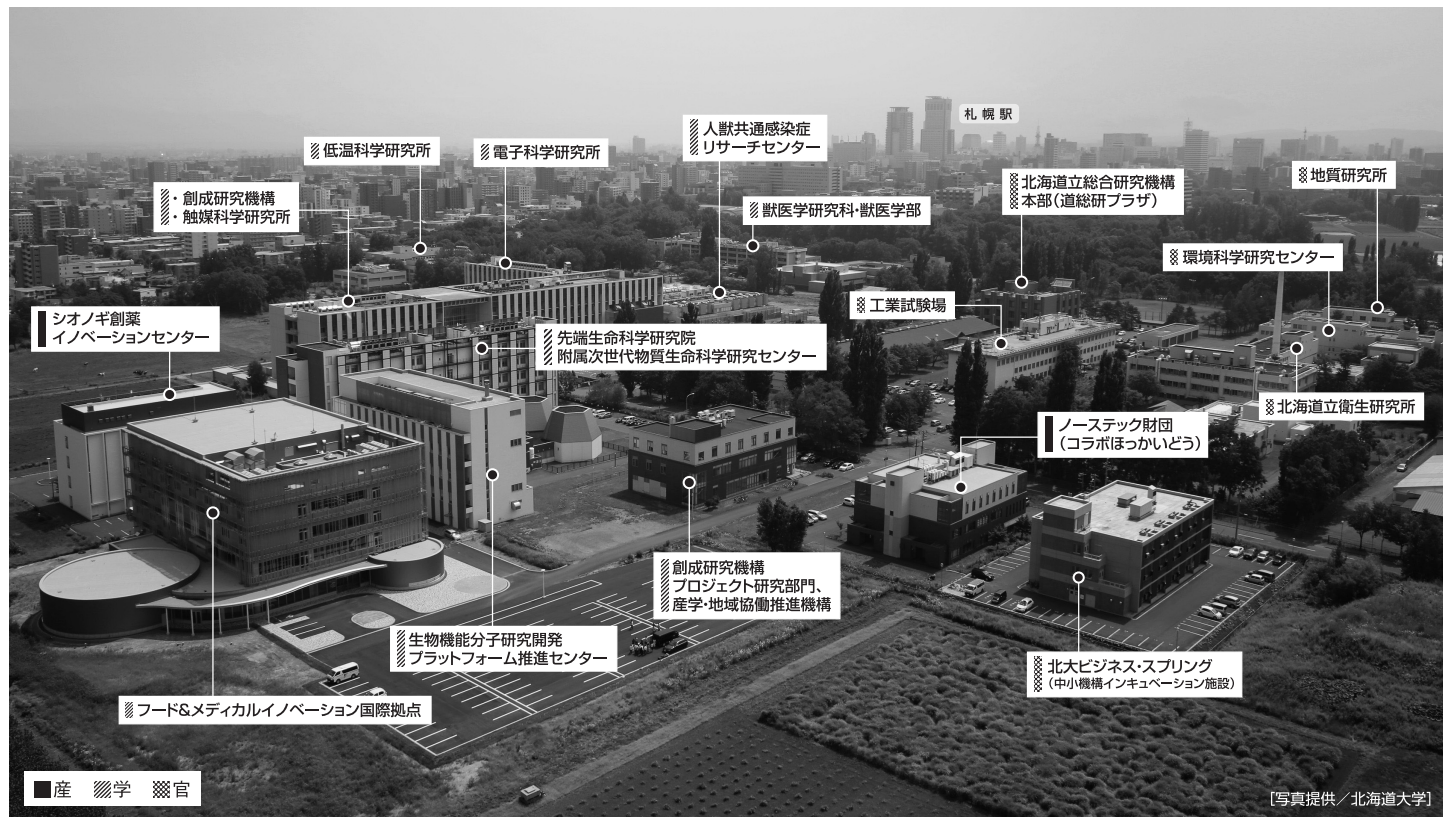 札幌駅
人獣共通感染症
リサーチセンター
低温科学研究所
電子科学研究所
・創成研究機構
・触媒科学研究所
獣医学研究科・獣医学部
北海道立総合研究機構
本部（道総研プラザ）
地質研究所
環境科学研究センター
工業試験場
シオノギ創薬
イノベーションセンター
先端生命科学研究院
附属次世代物質生命科学研究センター
北海道立衛生研究所
ノーステック財団
（コラボほっかいどう）
創成研究機構
プロジェクト研究部門、
産学・地域協働推進機構
生物機能分子研究開発
プラットフォーム推進センター
北大ビジネス・スプリング
（中小機構インキュベーション施設）
フード&メディカルイノベーション国際拠点
産 学 官
［写真提供／北海道大学］